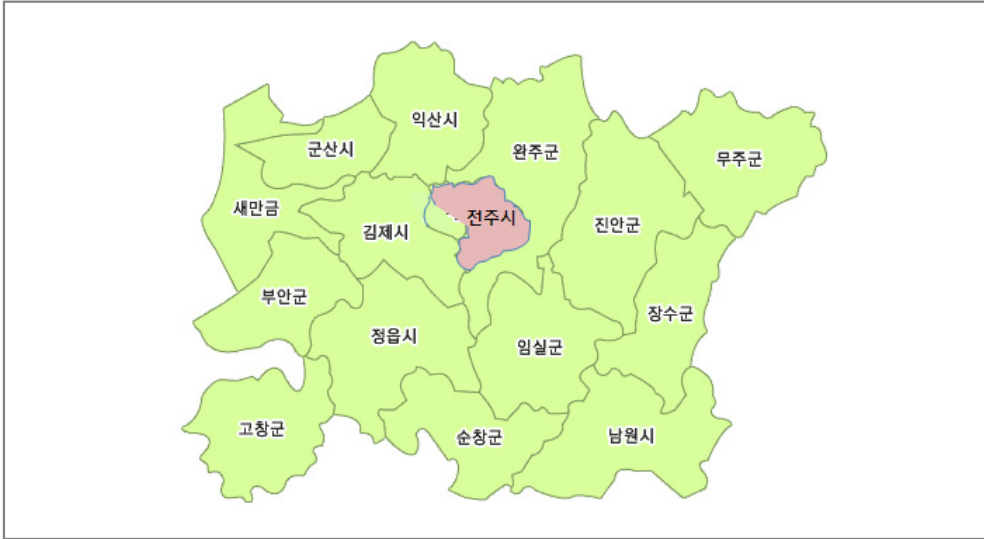 익산시
군산시
완주군
무주군
새만금
전주시
진안군
김제시
부안군
장수군
정읍시
임실군
고창군
순창군
남원시